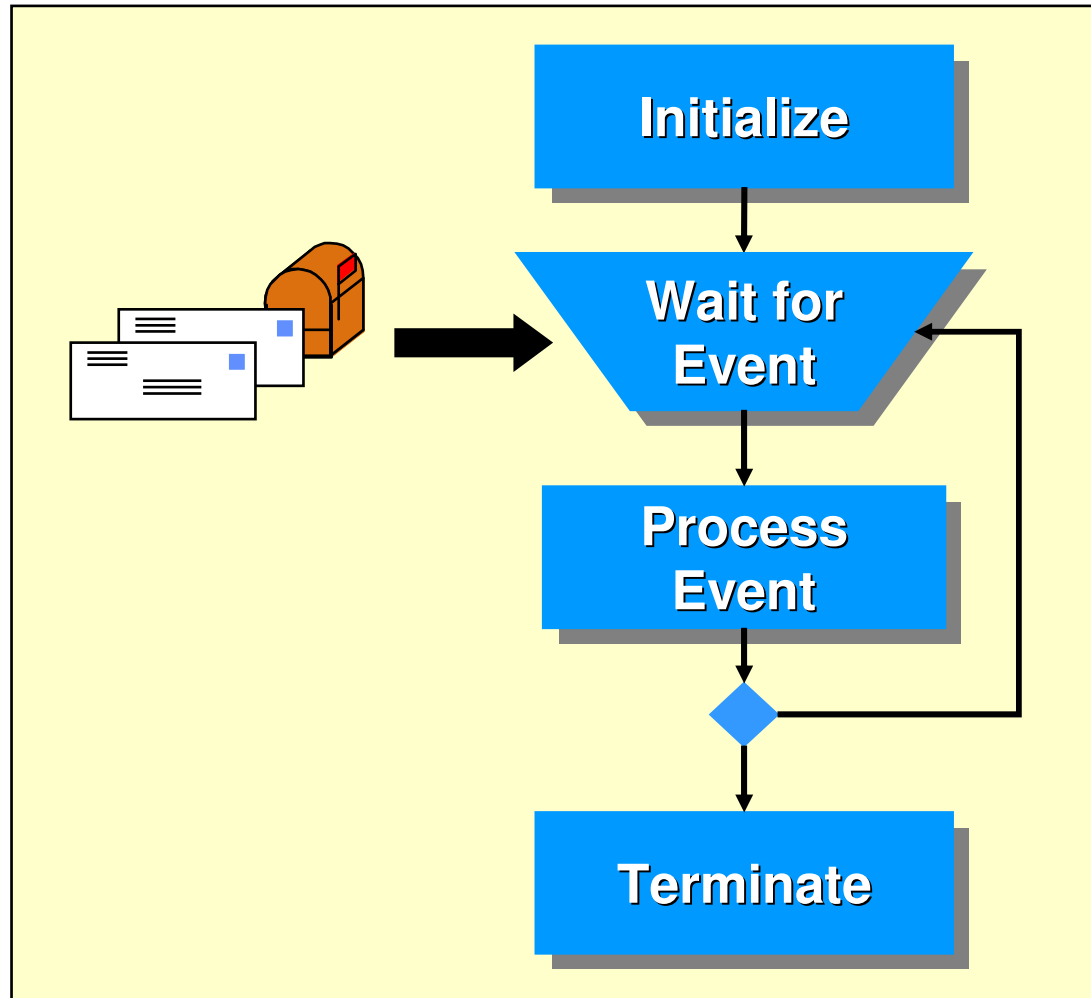 Initialize
Wait for
Event
Process
Event
Terminate